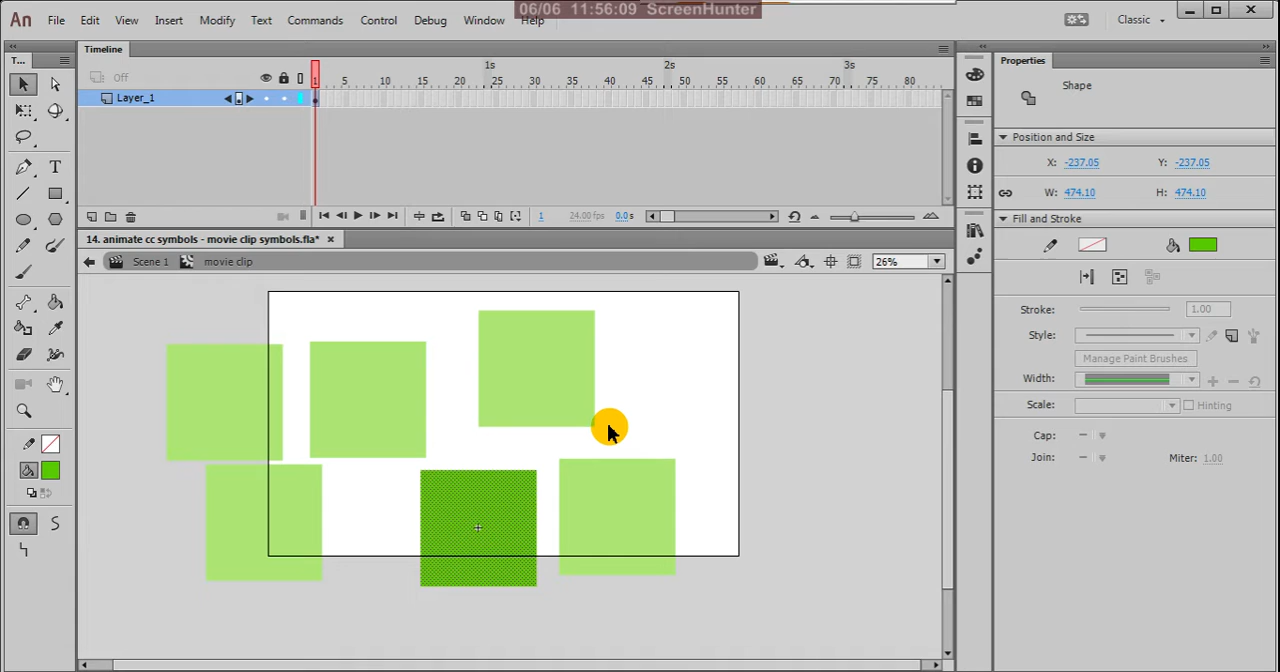 06/06 11:56:09 ScreenHunter
An File Edit View Insert Modify Text Commands Control Debug Window Help Classic
T...
Timeline
Properties
Off
1s 2s 3s
1 5 10 15 20 25 30 35 40 45 50 55 60 65 70 75 80
Layer_1
Shape
Position and Size
X: -237.05 Y: -237.05
W: 474.10 H: 474.10
1 24.00 fps 0.0 s
Fill and Stroke
14. animate cc symbols - movie clip symbols.fla*
Scene 1 movie clip 26%
Stroke: 1.00
Style:
Manage Paint Brushes
Width:
Scale: Hinting
Cap:
Join: Miter: 1.00